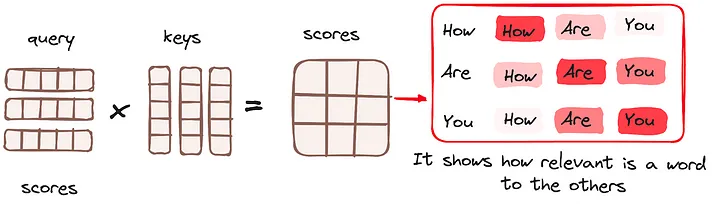 query
keys
scores
x
=
How How Are You
Are How Are You
You How Are You
It shows how relevant is a word
to the others
scores